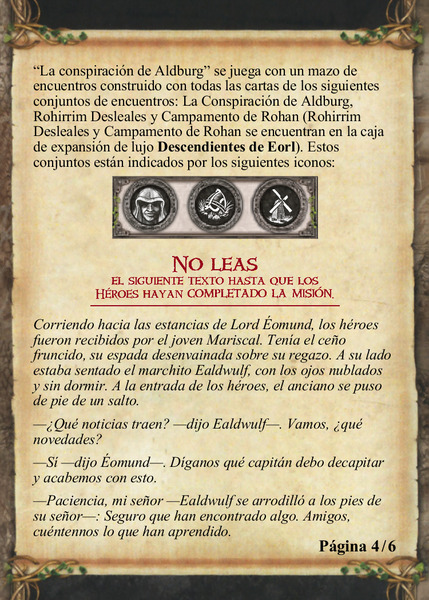 “La conspiración de Aldburg” se juega con un mazo de
encuentros construido con todas las cartas de los siguientes
conjuntos de encuentros: La Conspiración de Aldburg,
Rohirrim Desleales y Campamento de Rohan (Rohirrim
Desleales y Campamento de Rohan se encuentran en la caja
de expansión de lujo Descendientes de Eorl). Estos
conjuntos están indicados por los siguientes iconos:
No leas
el siguiente texto hasta que los
Héroes hayan completado la misión.
Corriendo hacia las estancias de Lord Éomund, los héroes
fueron recibidos por el joven Mariscal. Tenía el ceño
fruncido, su espada desenvainada sobre su regazo. A su lado
estaba sentado el marchito Ealdwulf, con los ojos nublados
y sin dormir. A la entrada de los héroes, el anciano se puso
de pie de un salto.
—¿Qué noticias traen? —dijo Ealdwulf—. Vamos, ¿qué
novedades?
—Sí —dijo Éomund—. Díganos qué capitán debo decapitar
y acabemos con esto.
—Paciencia, mi señor —Ealdwulf se arrodilló a los pies de
su señor—: Seguro que han encontrado algo. Amigos,
cuéntennos lo que han aprendido.
Página 4/6